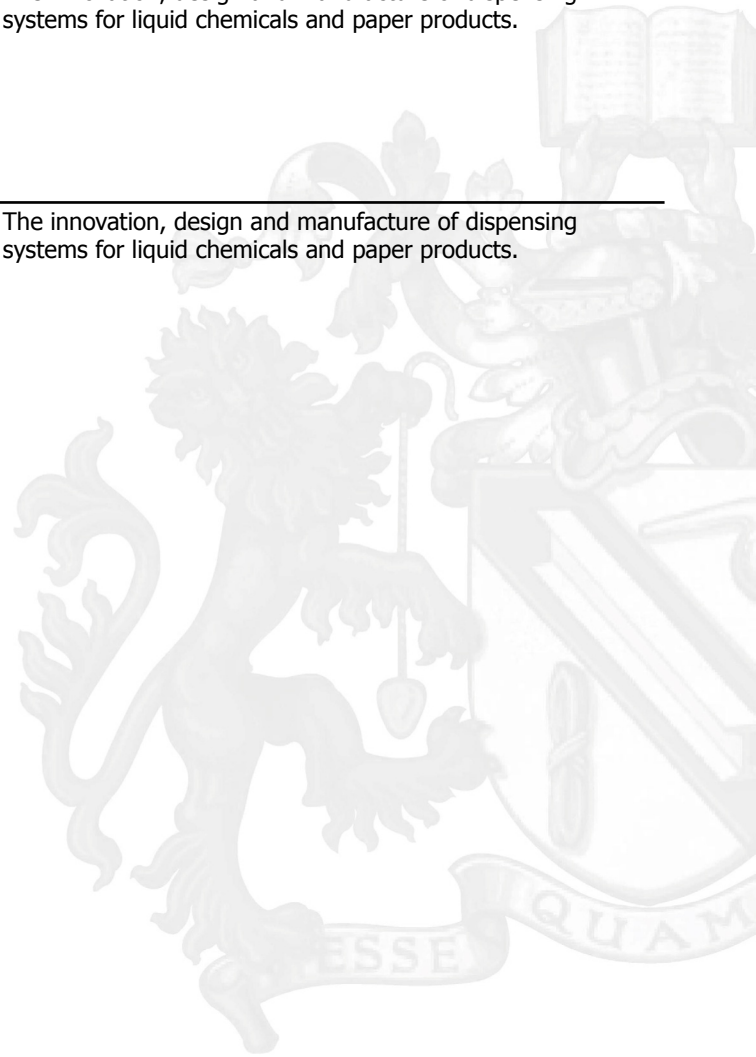 systems for liquid chemicals and paper products.
The innovation, design and manufacture of dispensing
systems for liquid chemicals and paper products.
ESSE
QUAM